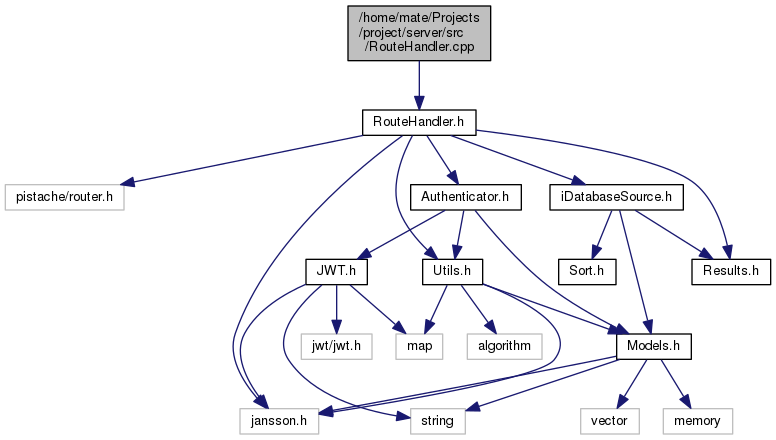 /home/mate/Projects
/project/server/src
/RouteHandler.cpp
RouteHandler.h
pistache/router.h
Authenticator.h
iDatabaseSource.h
JWT.h
Utils.h
Sort.h
Results.h
jwt/jwt.h
map
algorithm
Models.h
jansson.h
string
vector
memory